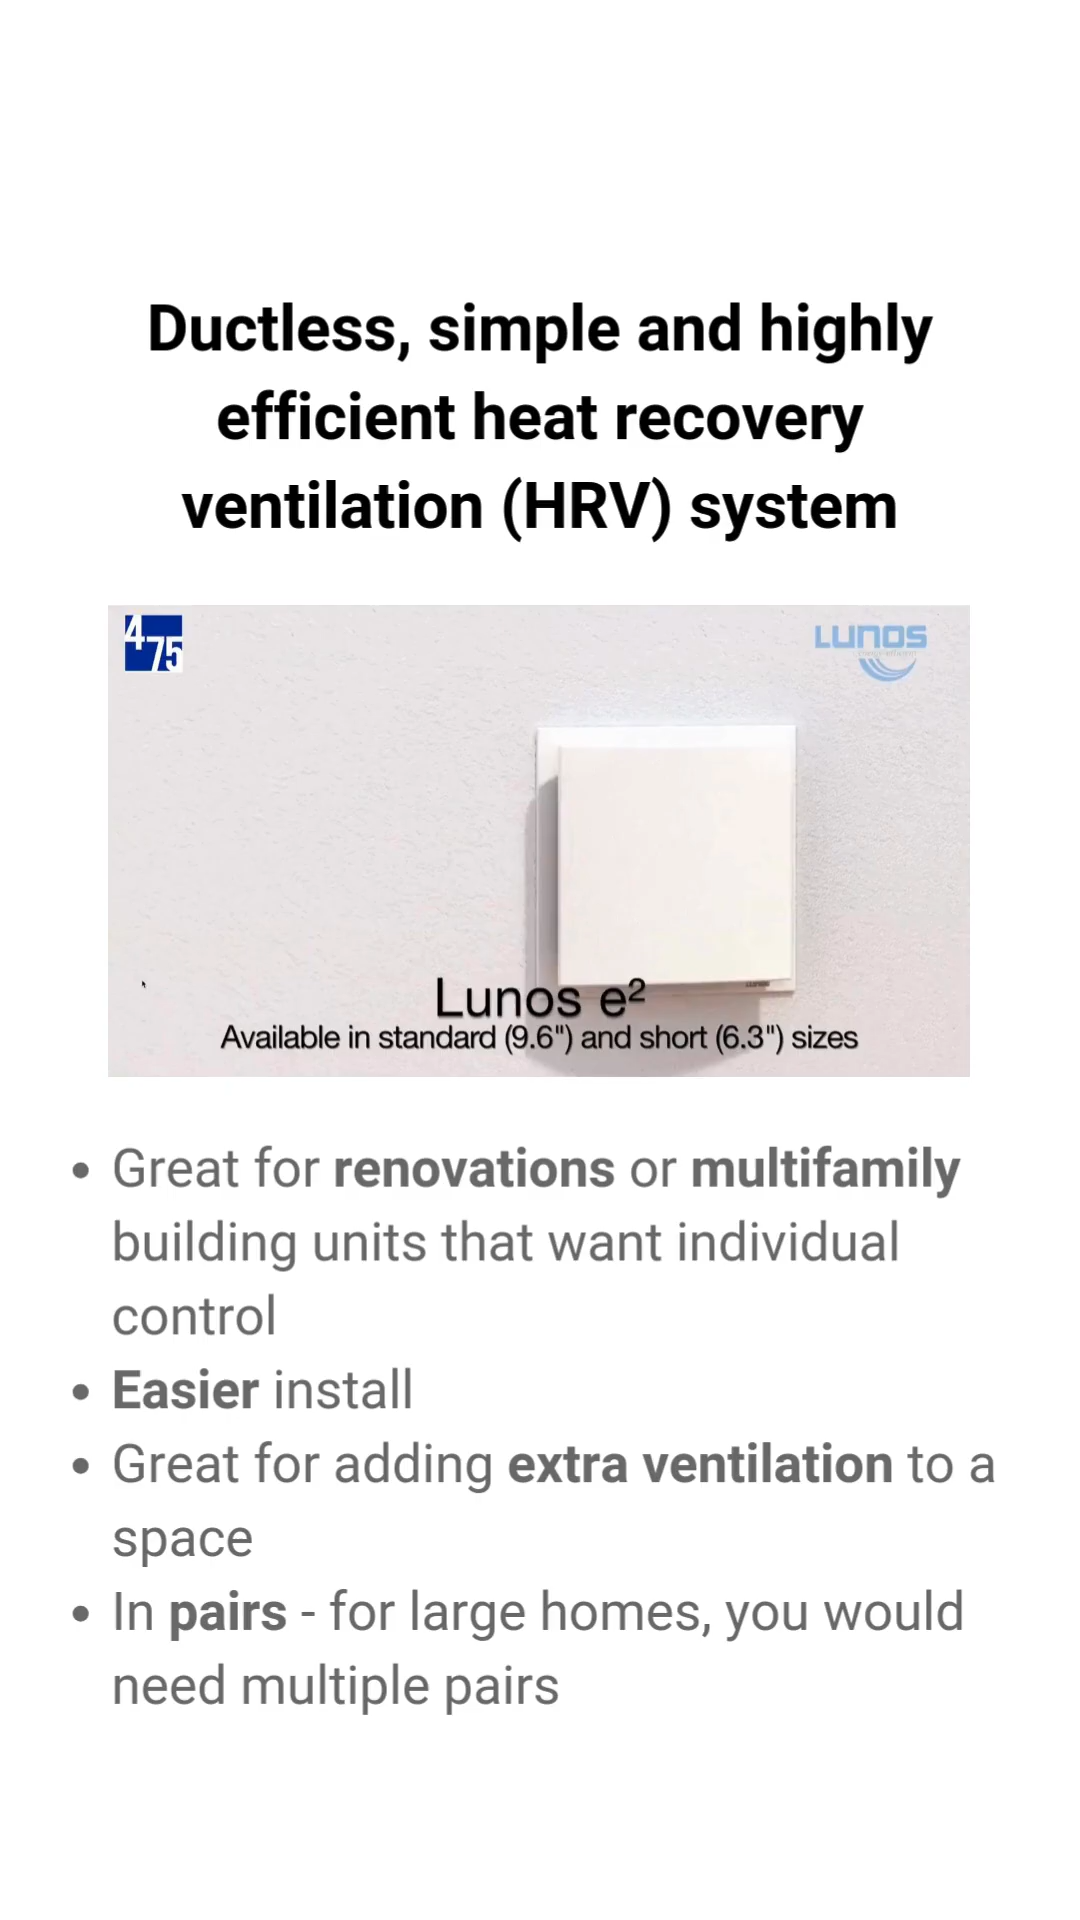 Ductless, simple and highly
efficient heat recovery
ventilation (HRV) system
475
LUNOS
Lunos e²
Available in standard (9.6") and short (6.3") sizes
• Great for renovations or multifamily
building units that want individual
control
• Easier install
• Great for adding extra ventilation to a
space
• In pairs - for large homes, you would
need multiple pairs